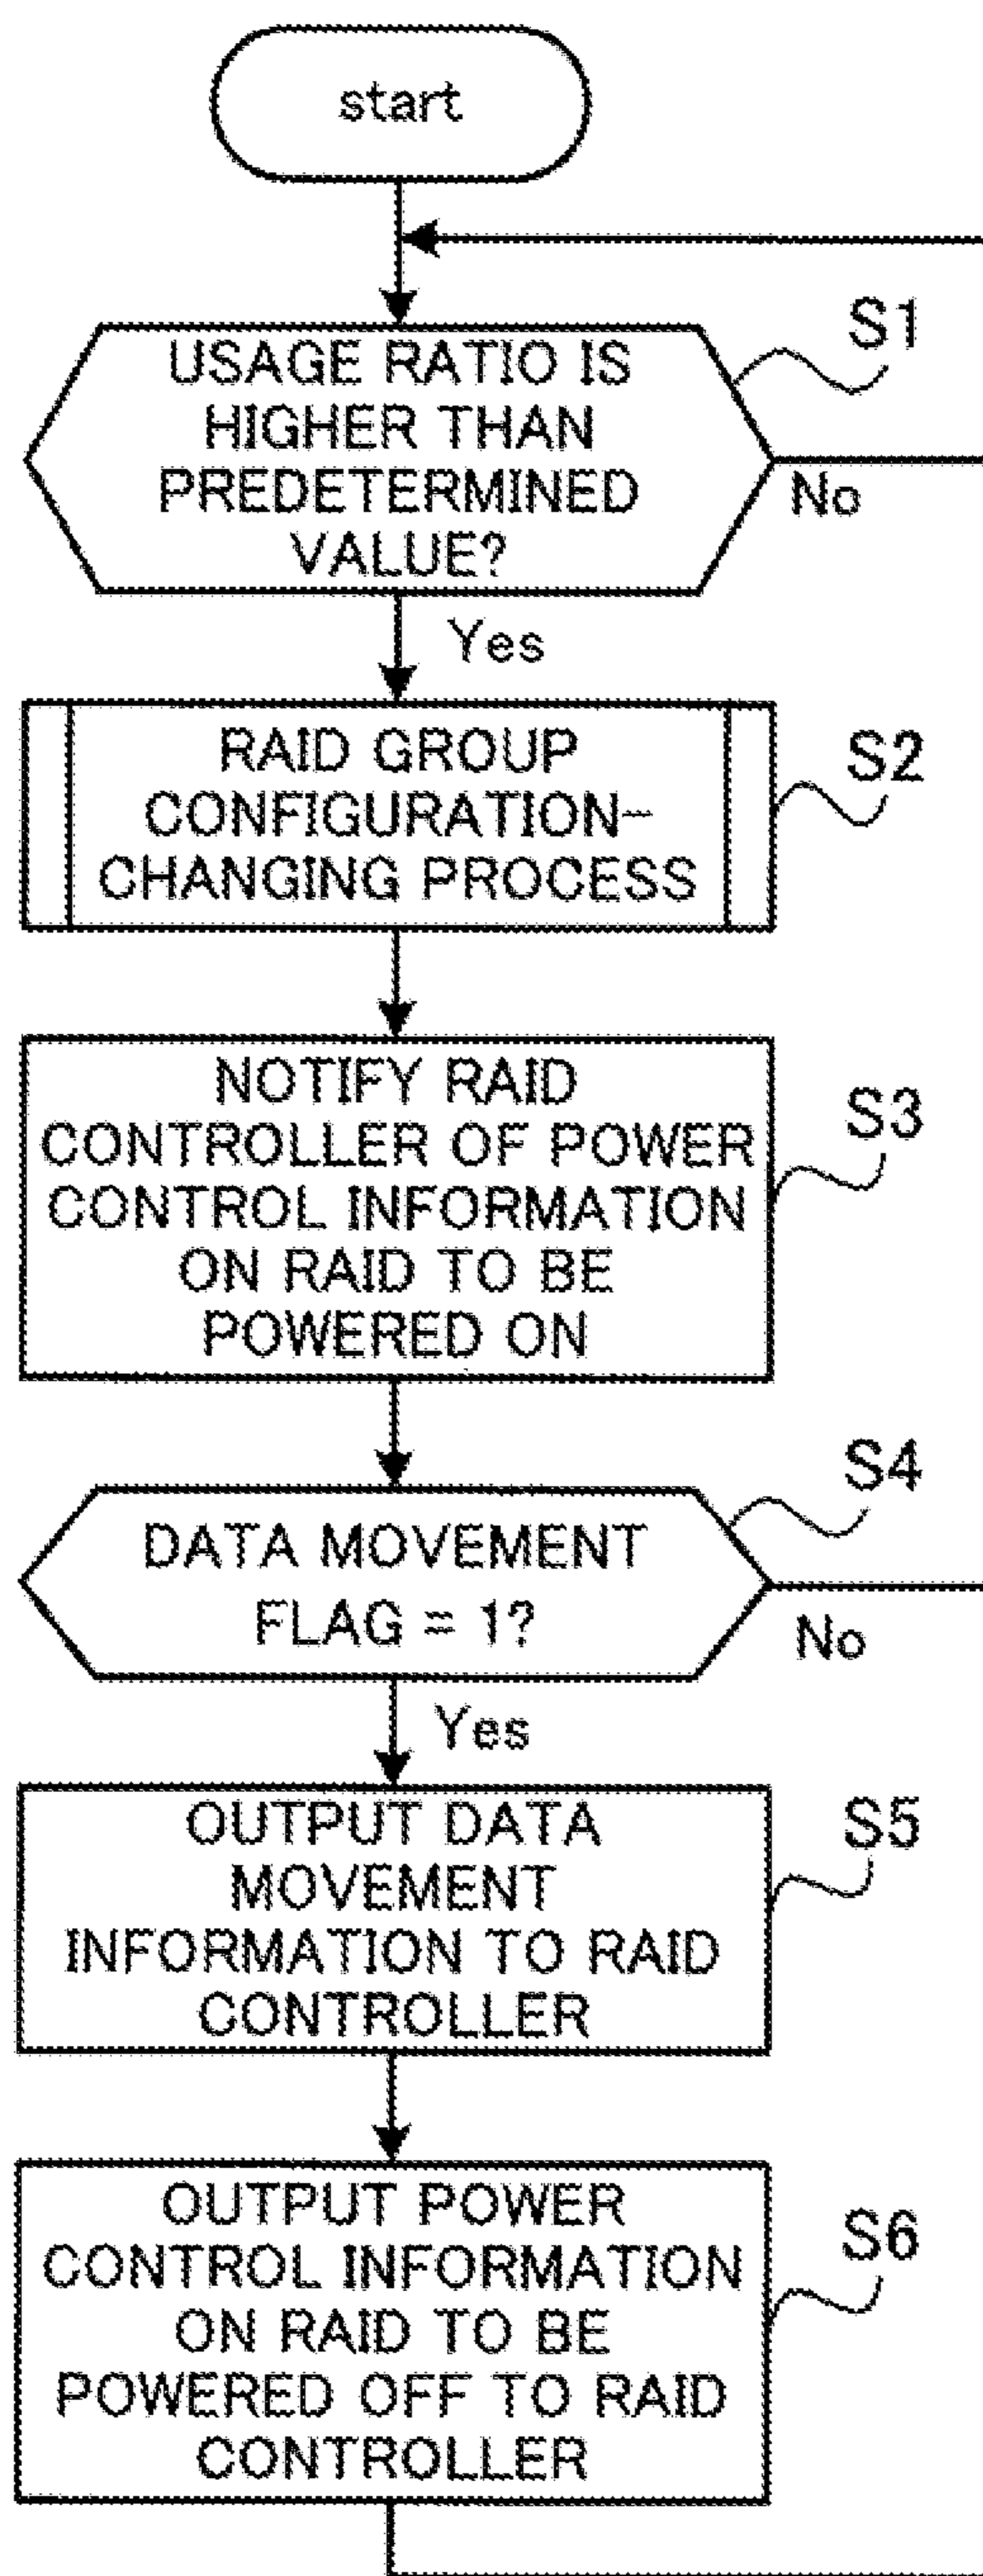 start
S1
USAGE RATIO IS
HIGHER THAN
PREDETERMINED
VALUE?
No
Yes
S2
RAID GROUP
CONFIGURATION-
CHANGING PROCESS
S3
NOTIFY RAID
CONTROLLER OF POWER
CONTROL INFORMATION
ON RAID TO BE
POWERED ON
S4
DATA MOVEMENT
FLAG = 1?
No
Yes
S5
OUTPUT DATA
MOVEMENT
INFORMATION TO RAID
CONTROLLER
S6
OUTPUT POWER
CONTROL INFORMATION
ON RAID TO BE
POWERED OFF TO RAID
CONTROLLER